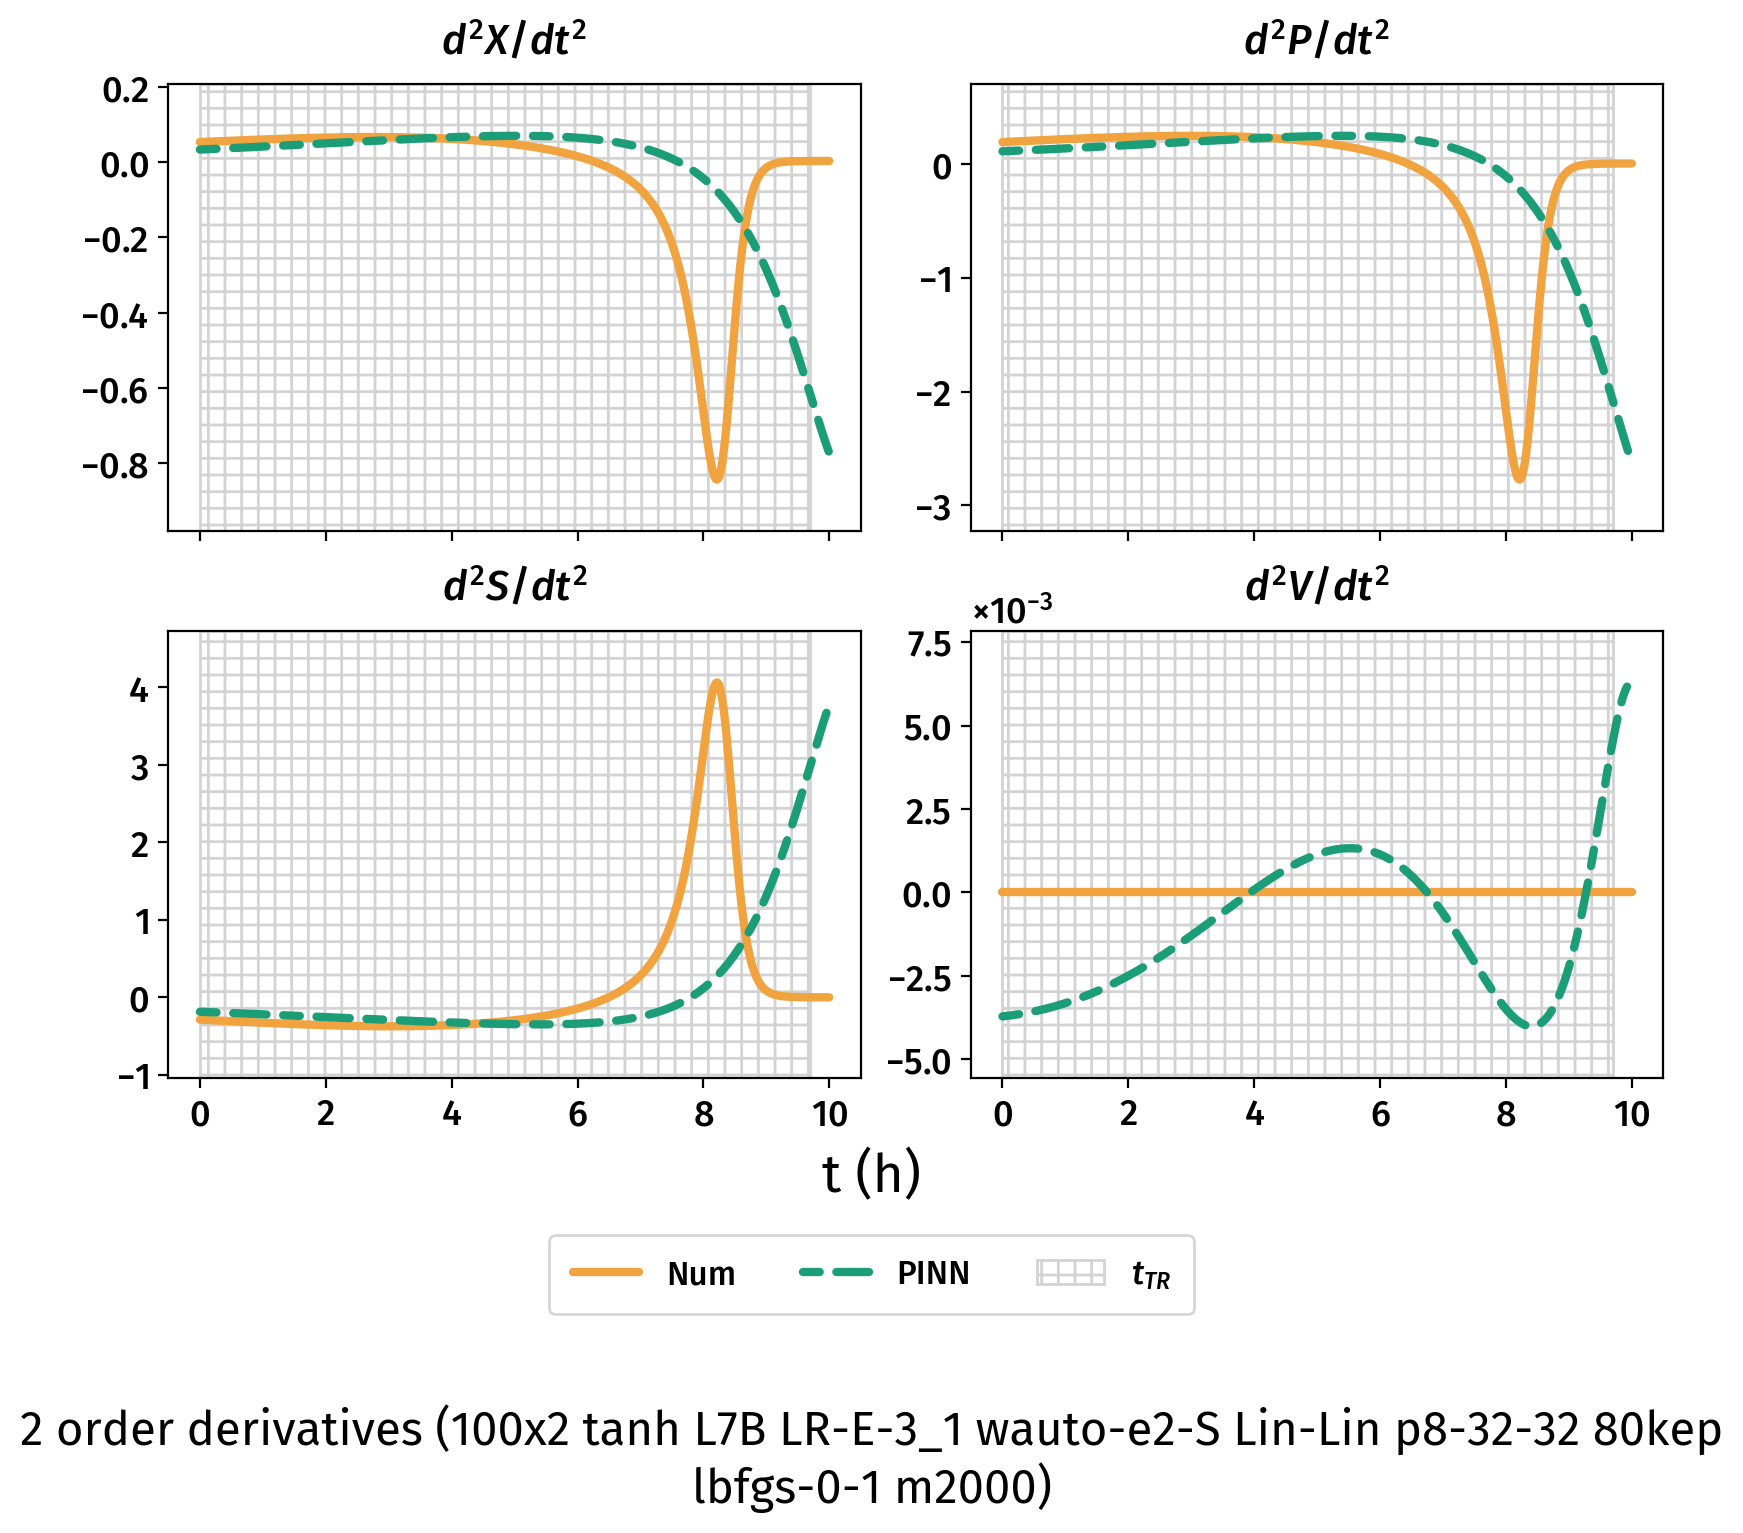 d²X/dt²
d²P/dt²
0.2
0.0
−0.2
−0.4
−0.6
−0.8
0
−1
−2
−3
d²S/dt²
d²V/dt²
×10⁻³
4
3
2
1
0
−1
7.5
5.0
2.5
0.0
−2.5
−5.0
0 2 4 6 8 10
0 2 4 6 8 10
t (h)
Num PINN t_TR
2 order derivatives (100x2 tanh L7B LR-E-3_1 wauto-e2-S Lin-Lin p8-32-32 80kep
lbfgs-0-1 m2000)